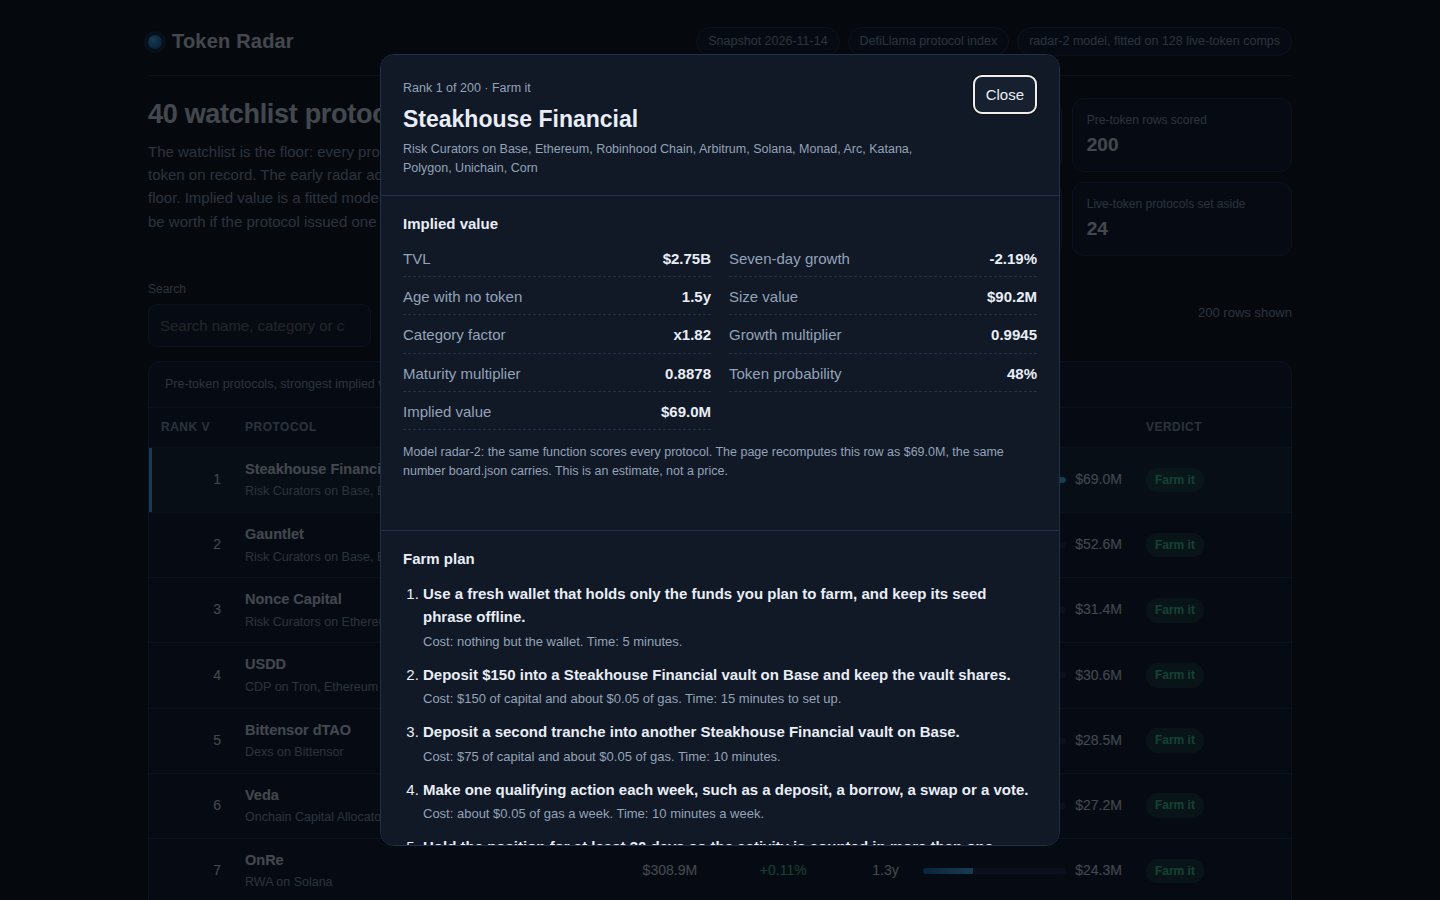 Token Radar
Snapshot 2026-11-14
DefiLlama protocol index
radar-2 model, fitted on 128 live-token comps
40 watchlist
The watchlist is the floor: every
token on record. The early radar
floor. Implied value is a fitted
be worth if the protocol issued one
Pre-token rows scored
200
Live-token protocols set aside
24
Search
Search name, category or c
200 rows shown
Pre-token protocols, strongest implied
RANK V
PROTOCOL
VERDICT
1
Steakhouse
Risk Curators on Base,
$69.0M
Farm it
2
Gauntlet
Risk Curators on Base,
$52.6M
Farm it
3
Nonce Capital
Risk Curators on
$31.4M
Farm it
4
USDD
CDP on Tron, Ethereum
$30.6M
Farm it
5
Bittensor dTAO
Dexs on Bittensor
$28.5M
Farm it
6
Veda
Onchain Capital
$27.2M
Farm it
7
OnRe
RWA on Solana
$308.9M
+0.11%
1.3y
$24.3M
Farm it
Rank 1 of 200 · Farm it
Close
Steakhouse Financial
Risk Curators on Base, Ethereum, Robinhood Chain, Arbitrum, Solana, Monad, Arc, Katana,
Polygon, Unichain, Corn
Implied value
TVL $2.75B
Seven-day growth -2.19%
Age with no token 1.5y
Size value $90.2M
Category factor x1.82
Growth multiplier 0.9945
Maturity multiplier 0.8878
Token probability 48%
Implied value $69.0M
Model radar-2: the same function scores every protocol. The page recomputes this row as $69.0M, the same
number board.json carries. This is an estimate, not a price.
Farm plan
1. Use a fresh wallet that holds only the funds you plan to farm, and keep its seed
phrase offline.
Cost: nothing but the wallet. Time: 5 minutes.
2. Deposit $150 into a Steakhouse Financial vault on Base and keep the vault shares.
Cost: $150 of capital and about $0.05 of gas. Time: 15 minutes to set up.
3. Deposit a second tranche into another Steakhouse Financial vault on Base.
Cost: $75 of capital and about $0.05 of gas. Time: 10 minutes.
4. Make one qualifying action each week, such as a deposit, a borrow, a swap or a vote.
Cost: about $0.05 of gas a week. Time: 10 minutes a week.
5. Hold the position for at least 30 days so the activity is counted in more than one